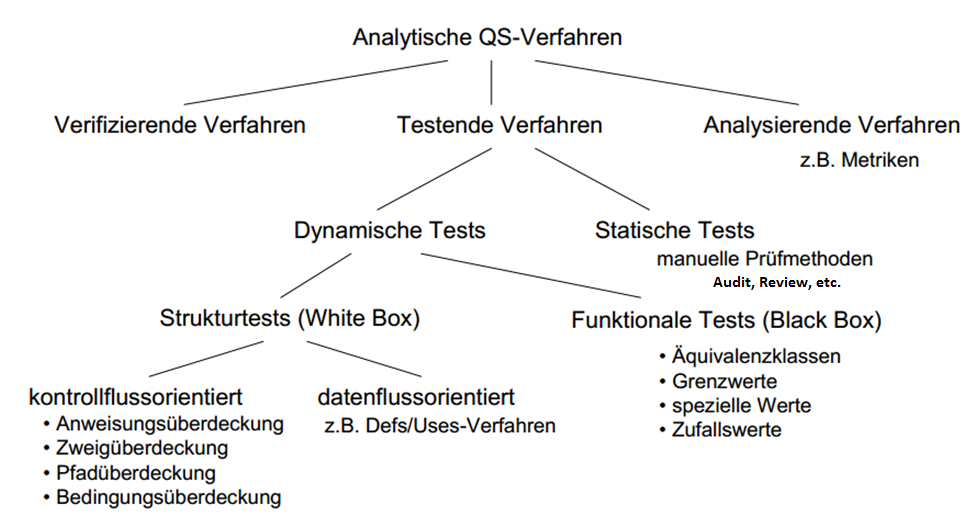 Analytische QS-Verfahren
Verifizierende Verfahren
Testende Verfahren
Analysierende Verfahren
z.B. Metriken
Dynamische Tests
Statische Tests
manuelle Prüfmethoden
Audit, Review, etc.
Strukturtests (White Box)
Funktionale Tests (Black Box)
• Äquivalenzklassen
• Grenzwerte
• spezielle Werte
• Zufallswerte
kontrollflussorientiert
• Anweisungsüberdeckung
• Zweigüberdeckung
• Pfadüberdeckung
• Bedingungsüberdeckung
datenflussorientiert
z.B. Defs/Uses-Verfahren